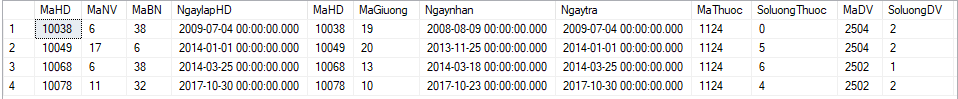 MaHD MaNV MaBN NgaylapHD MaHD MaGiuong Ngaynhan Ngaytra MaThuoc SoluongThuoc MaDV SoluongDV
1 10038 6 38 2009-07-04 00:00:00.000 10038 19 2008-08-09 00:00:00.000 2009-07-04 00:00:00.000 1124 0 2504 2
2 10049 17 6 2014-01-01 00:00:00.000 10049 20 2013-11-25 00:00:00.000 2014-01-01 00:00:00.000 1124 5 2504 2
3 10068 6 38 2014-03-25 00:00:00.000 10068 13 2014-03-18 00:00:00.000 2014-03-25 00:00:00.000 1124 6 2502 1
4 10078 11 32 2017-10-30 00:00:00.000 10078 10 2017-10-23 00:00:00.000 2017-10-30 00:00:00.000 1124 4 2502 2